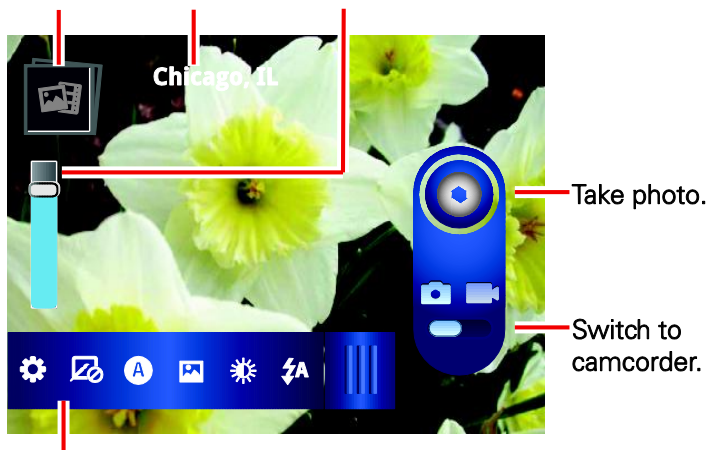 Chicago, IL
Take photo.
Switch to
camcorder.
A
A